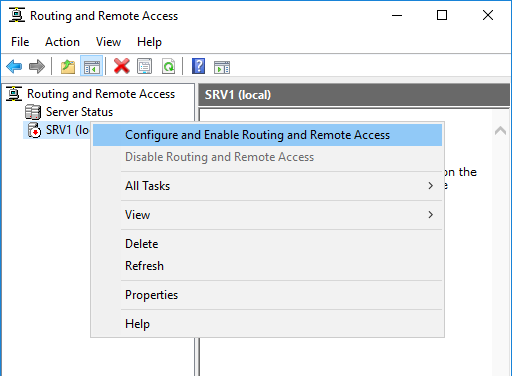 Routing and Remote Access
File Action View Help
Routing and Remote Access
SRV1 (local)
Server Status
SRV1 (lo
Configure and Enable Routing and Remote Access
Disable Routing and Remote Access
on the
All Tasks
View
Delete
Refresh
Properties
Help